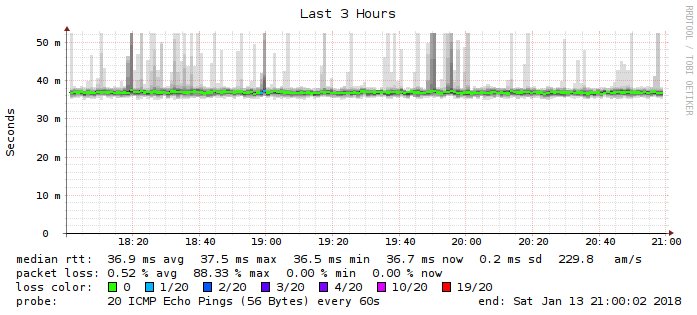 Last 3 Hours
RRDTOOL / TOBI OETIKER
Seconds
50 m
40 m
30 m
20 m
10 m
0
18:20 18:40 19:00 19:20 19:40 20:00 20:20 20:40 21:00
median rtt: 36.9 ms avg 37.5 ms max 36.5 ms min 36.7 ms now 0.2 ms sd 229.8 am/s
packet loss: 0.52 % avg 88.33 % max 0.00 % min 0.00 % now
loss color: 0 1/20 2/20 3/20 4/20 10/20 19/20
probe: 20 ICMP Echo Pings (56 Bytes) every 60s end: Sat Jan 13 21:00:02 2018